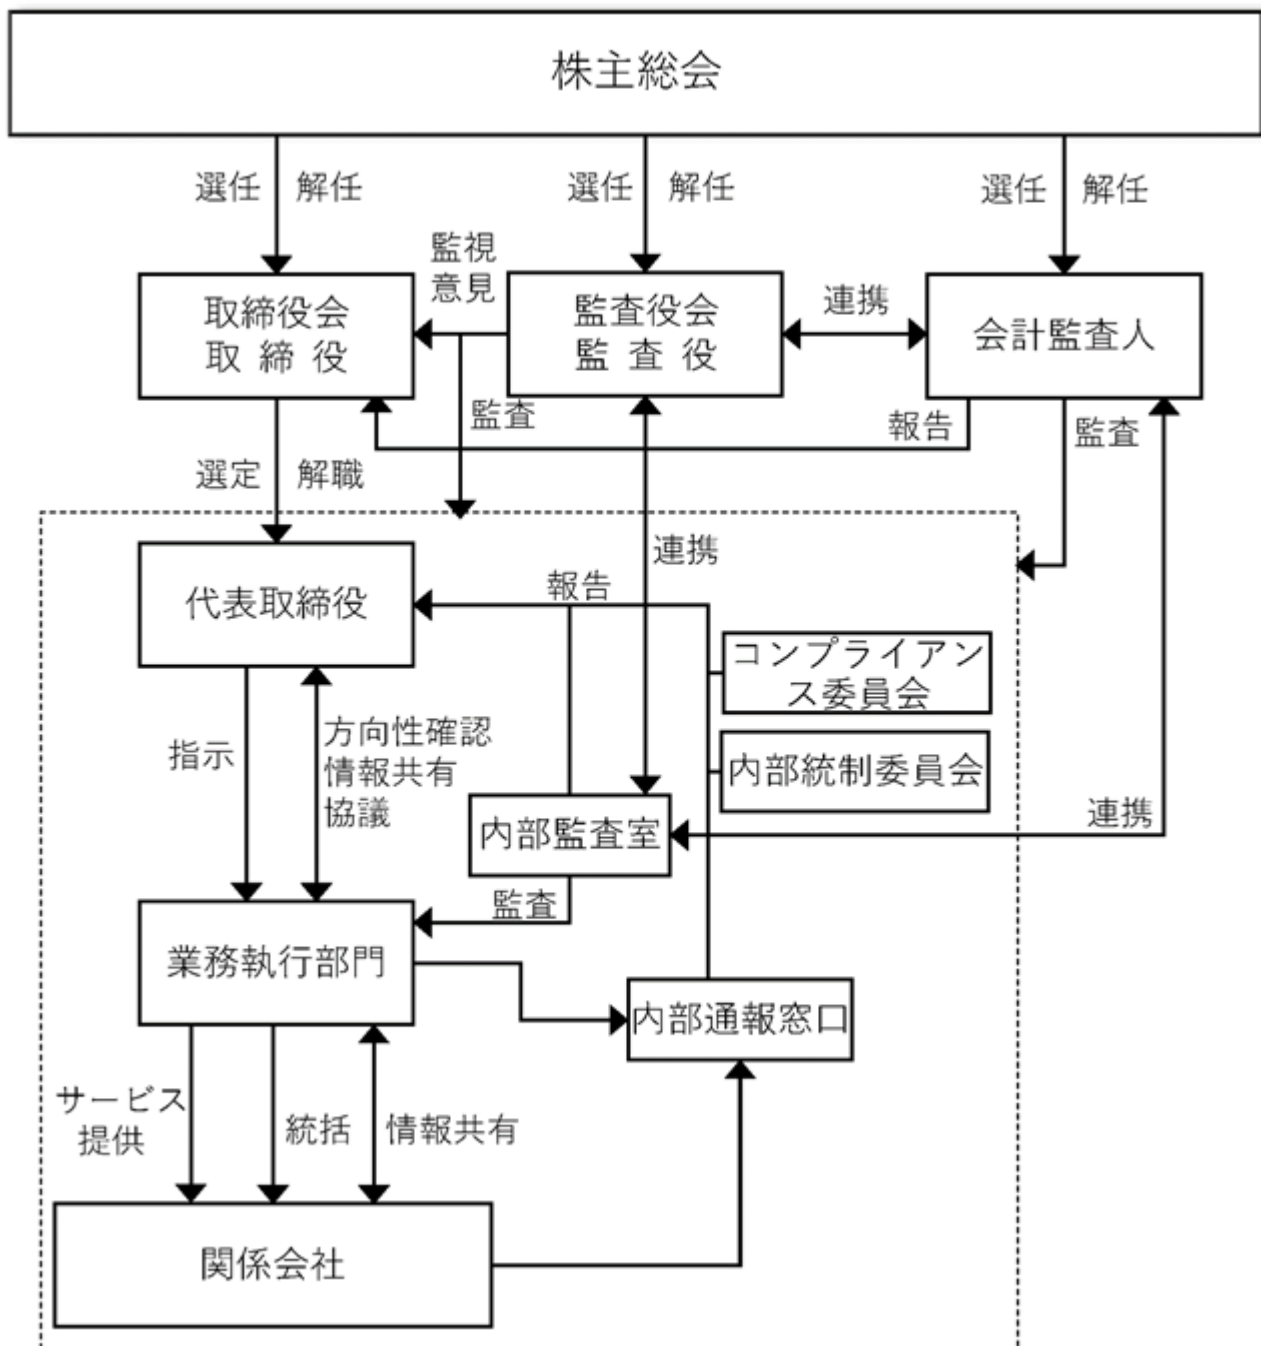 株主総会
選任 解任
選任 解任
選任 解任
監視
意見
取締役会
取 締 役
監査役会
監 査 役
連携
会計監査人
監査
報告
監査
選定 解職
連携
報告
代表取締役
コンプライアン
ス委員会
指示
方向性確認
情報共有
協議
内部統制委員会
内部監査室
連携
監査
業務執行部門
内部通報窓口
サービス
提供
統括
情報共有
関係会社